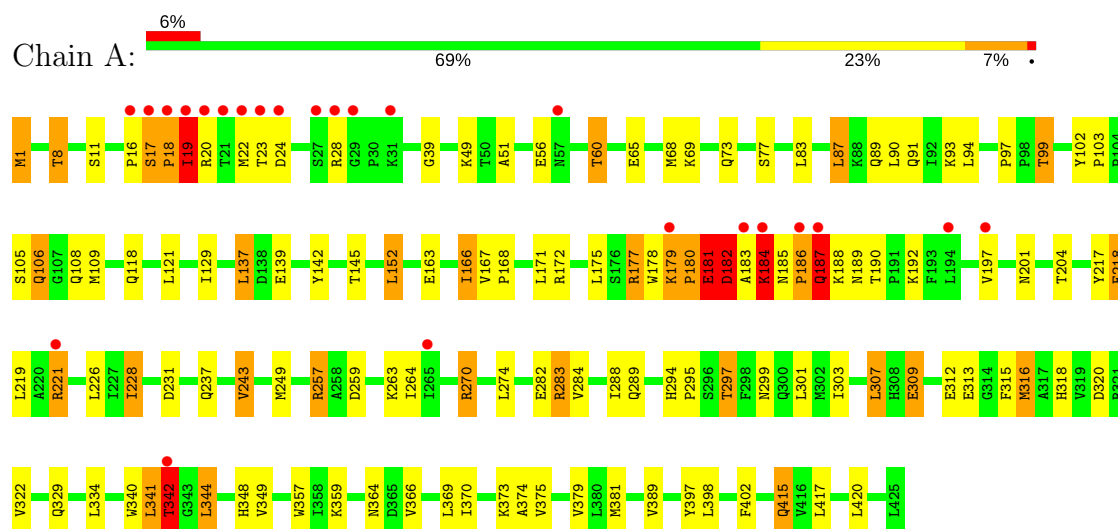 6%
Chain A:
69% 23% 7% •
M1 T8 S11 P16 S17 P18 I19 R20 T21 M22 T23 D24 S27 R28 G29 P30 K31 G39 K49 T50 A51 E56 N57 T60 E65 M68 K69 Q73 S77 L83 L87 K88 Q89 L90 Q91 I92 K93 L94 P97 P98 T99 Y102 P103
S105 Q106 G107 Q108 M109 Q118 L121 I129 L137 D138 E139 Y142 T145 L152 E163 I166 V167 P168 L171 R172 L175 S176 R177 W178 K179 P180 E181 D182 A183 K184 N185 P186 Q187 K188 N189 T190 P191 K192 F193 L194 V197 N201 T204 Y217
L219 A220 R221 L226 I227 I228 D231 Q237 V243 M249 R257 A258 D259 K263 I264 I265 R270 L274 E282 R283 V284 I288 Q289 H294 P295 S296 T297 F298 N299 Q300 L301 M302 I303 L307 H308 E309 E312 E313 G314 F315 M316 A317 H318 V319 D320
V322 Q329 L334 W340 L341 T342 G343 L344 H348 V349 W357 I358 K359 N364 D365 V366 L369 I370 K373 A374 V375 V379 L380 N381 V389 Y397 L398 F402 Q415 V416 L417 L420 L425